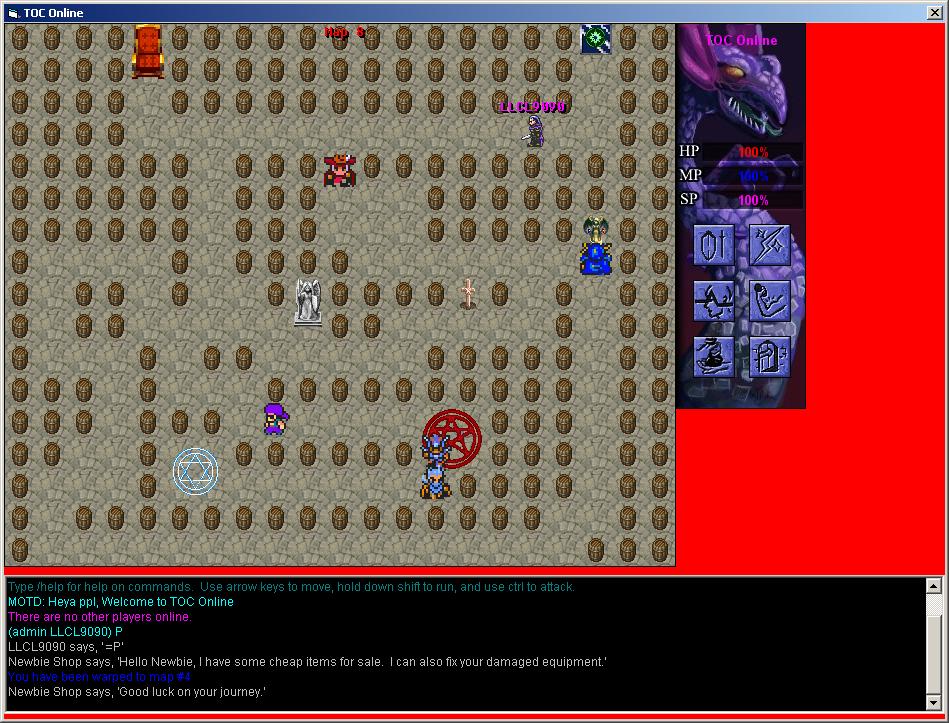 TOC Online
Map 8
TOC Online
LLCL9090
HP 100%
MP 100%
SP 100%
Type /help for help on commands.  Use arrow keys to move, hold down shift to run, and use ctrl to attack.
MOTD: Heya ppl, Welcome to TOC Online
There are no other players online.
(admin LLCL9090) P
LLCL9090 says, '=P'
Newbie Shop says, 'Hello Newbie, I have some cheap items for sale.  I can also fix your damaged equipment.'
You have been warped to map #4
Newbie Shop says, 'Good luck on your journey.'